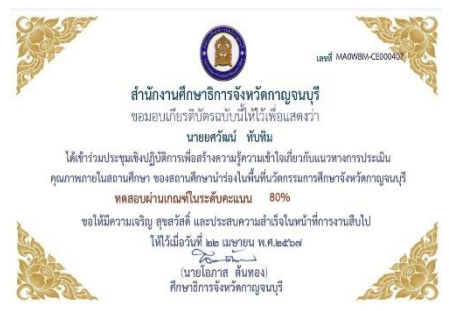 เลขที่ MA0WBM-CE000407
สำนักงานศึกษาธิการจังหวัดกาญจนบุรี
ขอมอบเกียรติบัตรฉบับนี้ให้ไว้เพื่อแสดงว่า
นายยศวัฒน์ ทับทิม
ได้เข้าร่วมประชุมเชิงปฏิบัติการเพื่อสร้างความรู้ความเข้าใจเกี่ยวกับแนวทางการประเมิน
คุณภาพภายในสถานศึกษา ของสถานศึกษานำร่องในพื้นที่นวัตกรรมการศึกษาจังหวัดกาญจนบุรี
ทดสอบผ่านเกณฑ์ในระดับคะแนน 80%
ขอให้มีความเจริญ สุขสวัสดิ์ และประสบความสำเร็จในหน้าที่การงานสืบไป
ให้ไว้เมื่อวันที่ ๒๒ เมษายน พ.ศ.๒๕๖๗
(นายโอภาส ต้นทอง)
ศึกษาธิการจังหวัดกาญจนบุรี